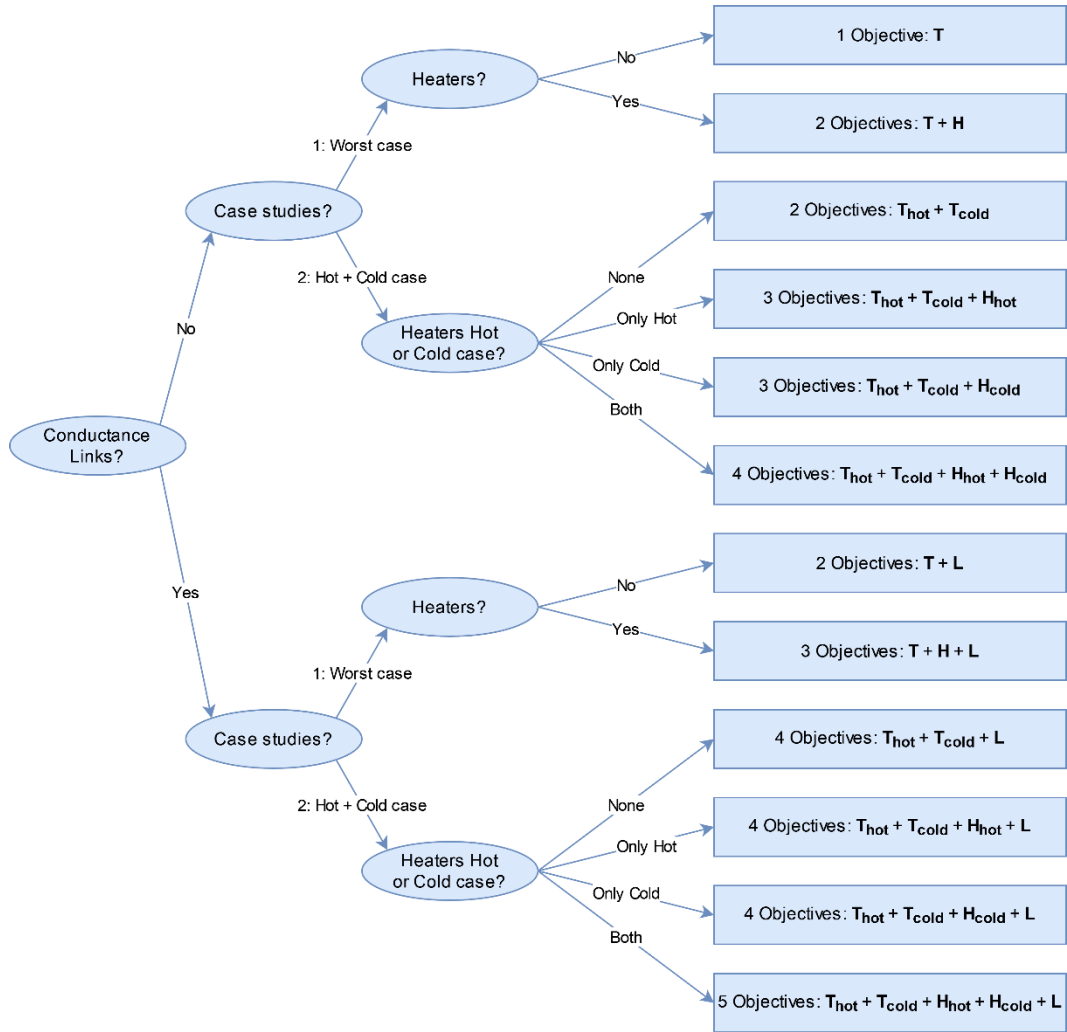 1 Objective: T
No
Heaters?
Yes
2 Objectives: T + H
1: Worst case
Case studies?
2 Objectives: Thot + Tcold
2: Hot + Cold case
None
3 Objectives: Thot + Tcold + Hhot
Only Hot
Heaters Hot
or Cold case?
No
Only Cold
3 Objectives: Thot + Tcold + Hcold
Both
Conductance
Links?
4 Objectives: Thot + Tcold + Hhot + Hcold
2 Objectives: T + L
No
Yes
Heaters?
Yes
3 Objectives: T + H + L
1: Worst case
Case studies?
4 Objectives: Thot + Tcold + L
2: Hot + Cold case
None
4 Objectives: Thot + Tcold + Hhot + L
Only Hot
Heaters Hot
or Cold case?
Only Cold
4 Objectives: Thot + Tcold + Hcold + L
Both
5 Objectives: Thot + Tcold + Hhot + Hcold + L